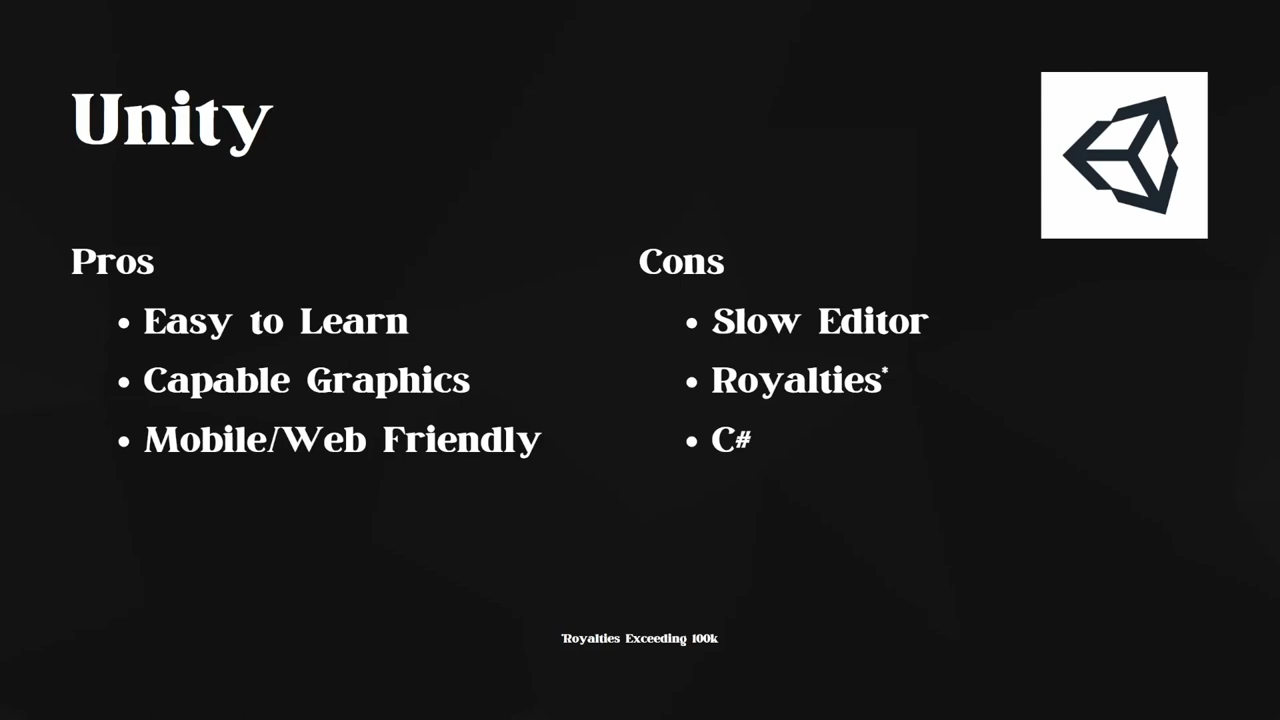 Unity
Pros
• Easy to Learn
• Capable Graphics
• Mobile/Web Friendly
Cons
• Slow Editor
• Royalties*
• C#
*Royalties Exceeding 100k